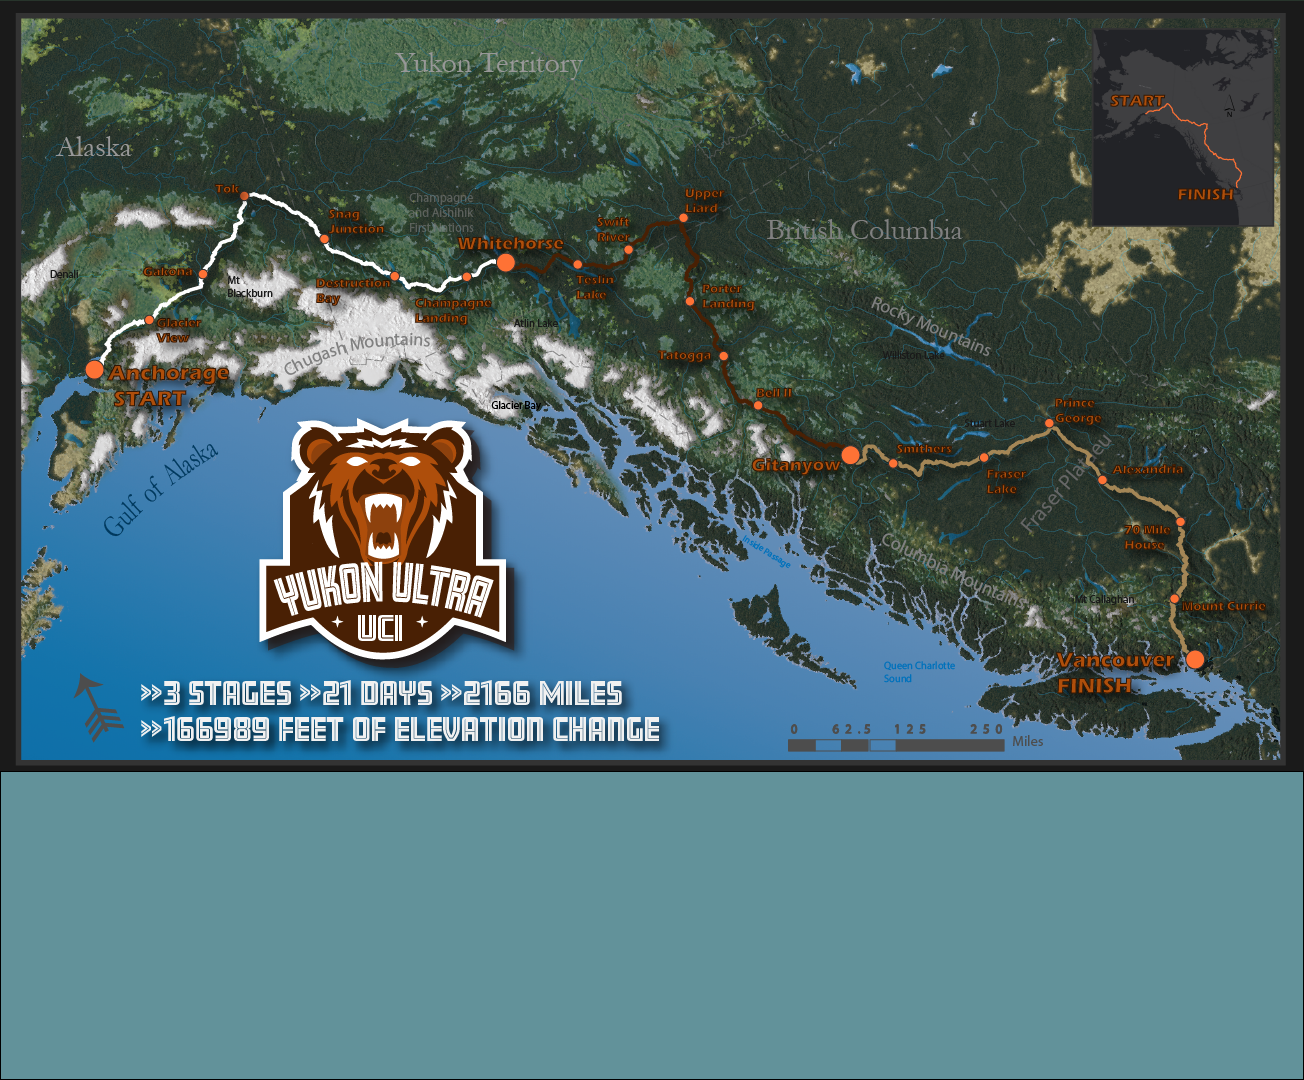 Yukon Territory
Alaska
START
N
FINISH
Tok
Champagne
nd Aishihik
First Nations
Upper
Liard
Snag
Junction
Swift
River
British Columbia
Whitehorse
Denali
Gakona
Mt
Blackburn
Destruction
Bay
Teslin
Lake
Porter
Landing
Champagne
Landing
Rocky Mountains
Glacier
View
Atlin Lake
Chugash Mountains
Tatogga
Williston Lake
Anchorage
START
Bell II
Glacier Bay
Prince
George
Stuart Lake
Gulf of Alaska
Gitanyow
Smithers
Fraser
Lake
Fraser Plateau
Alexandria
70 Mile
House
Inside Passage
Columbia Mountains
Mt Callaghan
Mount Currie
YUKON ULTRA
UCI
Queen Charlotte
Sound
Vancouver
FINISH
»3 STAGES »21 DAYS »2166 MILES
»166989 FEET OF ELEVATION CHANGE
0 62.5 125 250
Miles